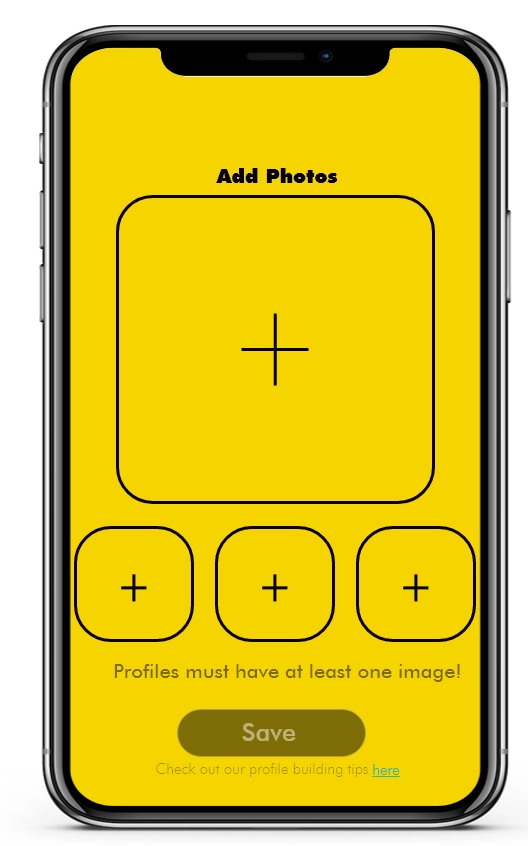 Add Photos
Profiles must have at least one image!
Save
Check out our profile building tips here